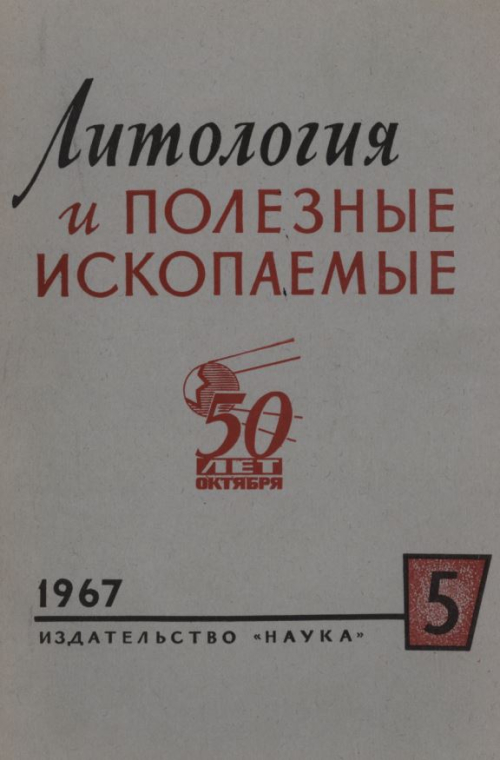 Литология
и ПОЛЕЗНЫЕ
ИСКОПАЕМЫЕ
50
ЛЕТ
ОКТЯБРЯ
1967
5
ИЗДАТЕЛЬСТВО «НАУКА»